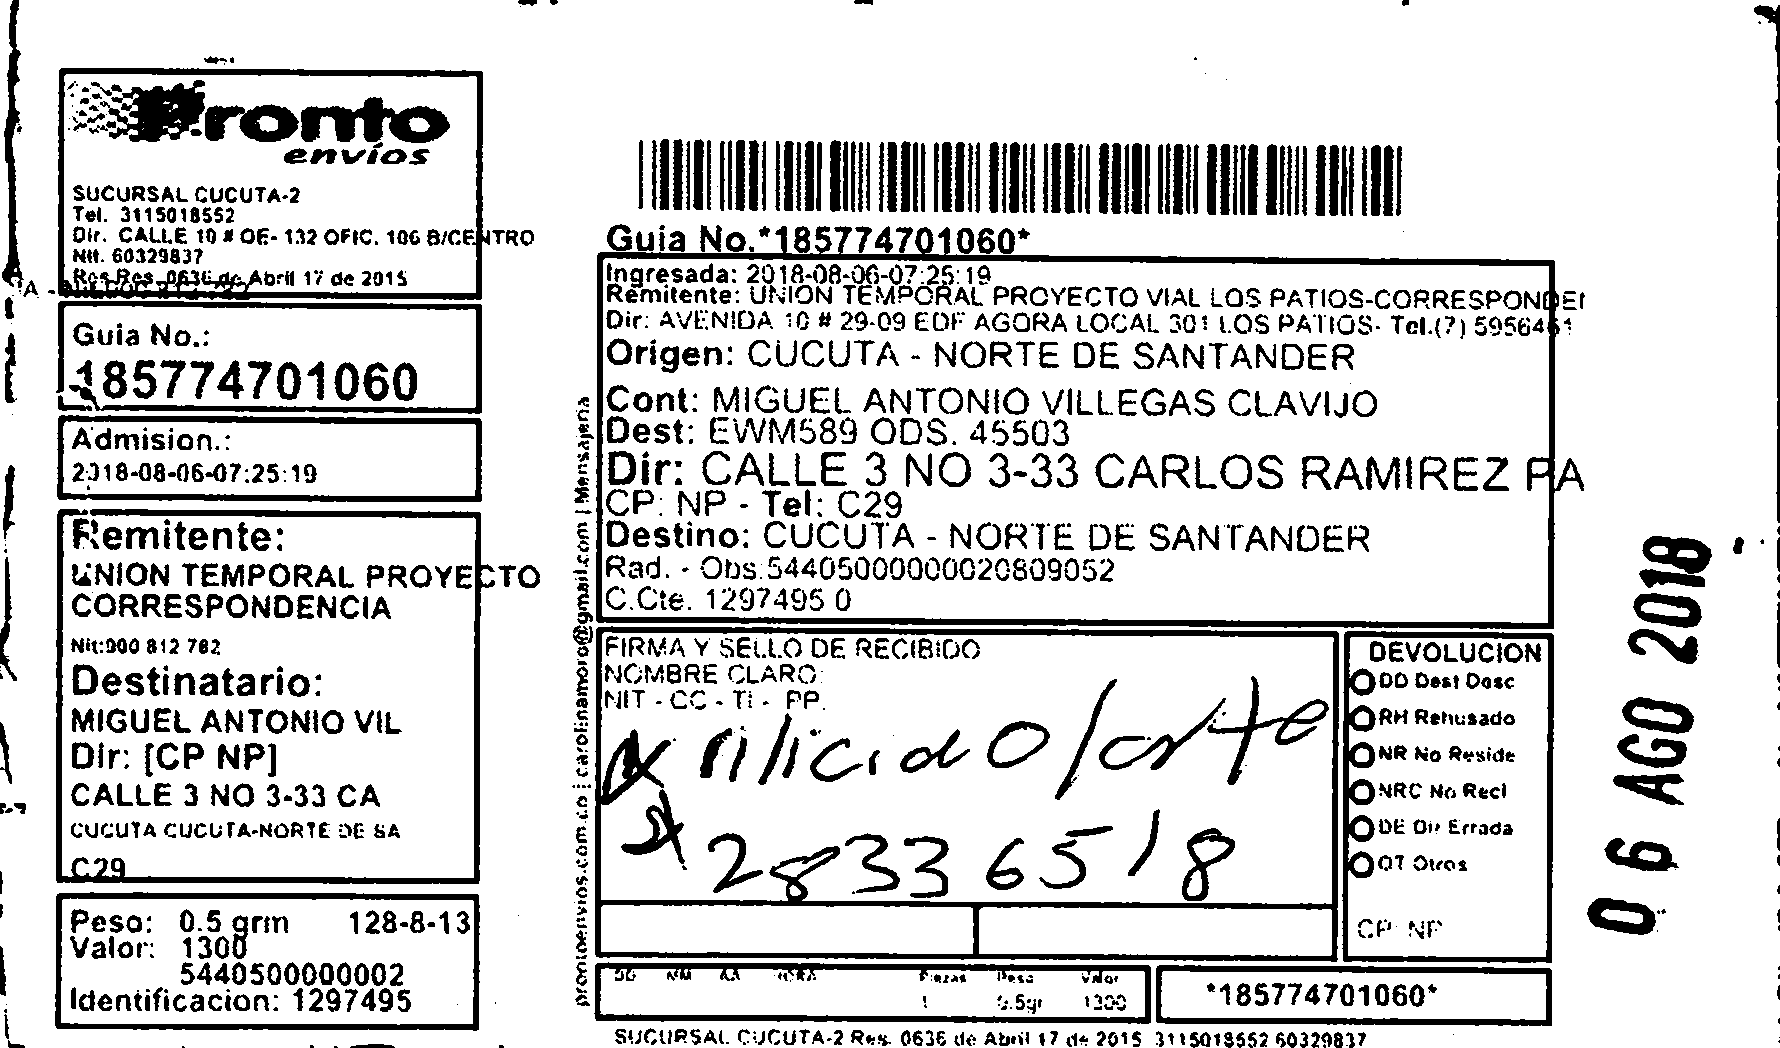 Pronto
envíos
SUCURSAL CUCUTA-2
Tel. 3115018552
Dir. CALLE 10 # OE- 132 OFIC. 106 B/CENTRO
Nit. 60329837
Res Res. 0636 de Abril 17 de 2015
Guia No.:
185774701060
Admision.:
2018-08-06-07:25:19
Remitente:
UNION TEMPORAL PROYECTO
CORRESPONDENCIA
Nit:900 812 782
Destinatario:
MIGUEL ANTONIO VIL
Dir: [CP NP]
CALLE 3 NO 3-33 CA
CUCUTA CUCUTA-NORTE DE SA
C29
Peso: 0.5 grm 128-8-13
Valor: 1300
5440500000002
Identificacion: 1297495
prontoenvios.com.co | carolinamoro@gmail.com | Mensajeria
Guia No.*185774701060*
Ingresada: 2018-08-06-07:25:19
Remitente: UNION TEMPORAL PROYECTO VIAL LOS PATIOS-CORRESPONDEN
Dir: AVENIDA 10 # 29-09 EDF AGORA LOCAL 301 LOS PATIOS- Tel.(7) 5956461
Origen: CUCUTA - NORTE DE SANTANDER
Cont: MIGUEL ANTONIO VILLEGAS CLAVIJO
Dest: EWM589 ODS. 45503
Dir: CALLE 3 NO 3-33 CARLOS RAMIREZ PA
CP: NP - Tel: C29
Destino: CUCUTA - NORTE DE SANTANDER
Rad. - Obs.54405000000020809052
C.Cte. 1297495 0
FIRMA Y SELLO DE RECIBIDO
NOMBRE CLARO:
NIT - CC - TI - PP.
28336518
DEVOLUCION
DD Dest Desc
RH Rehusado
NR No Reside
NRC No Recl
DE Dir Errada
OT Otros
CP: NP
DD MM AA HORA Piezas Peso Valor
1 0.5gr 1300
*185774701060*
SUCURSAL CUCUTA-2 Res. 0636 de Abril 17 de 2015 3115018552 60329837
06 AGO 2018